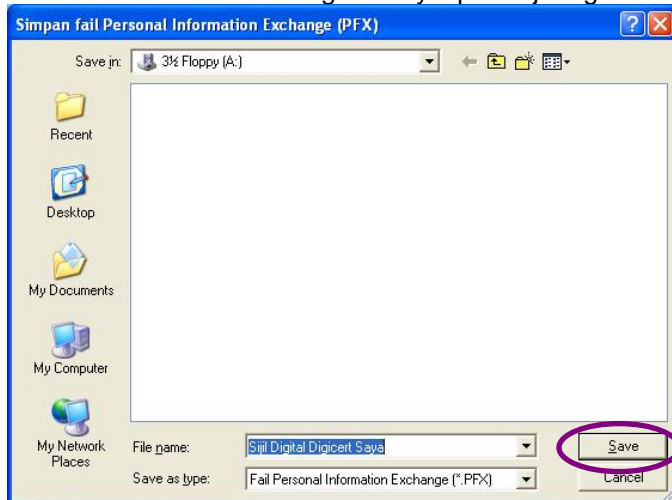 Simpan fail Personal Information Exchange (PFX)
Save in: 3½ Floppy (A:)
Recent
Desktop
My Documents
My Computer
My Network
Places
File name: Sijil Digital Digicert Saya Save
Save as type: Fail Personal Information Exchange (*.PFX) Cancel